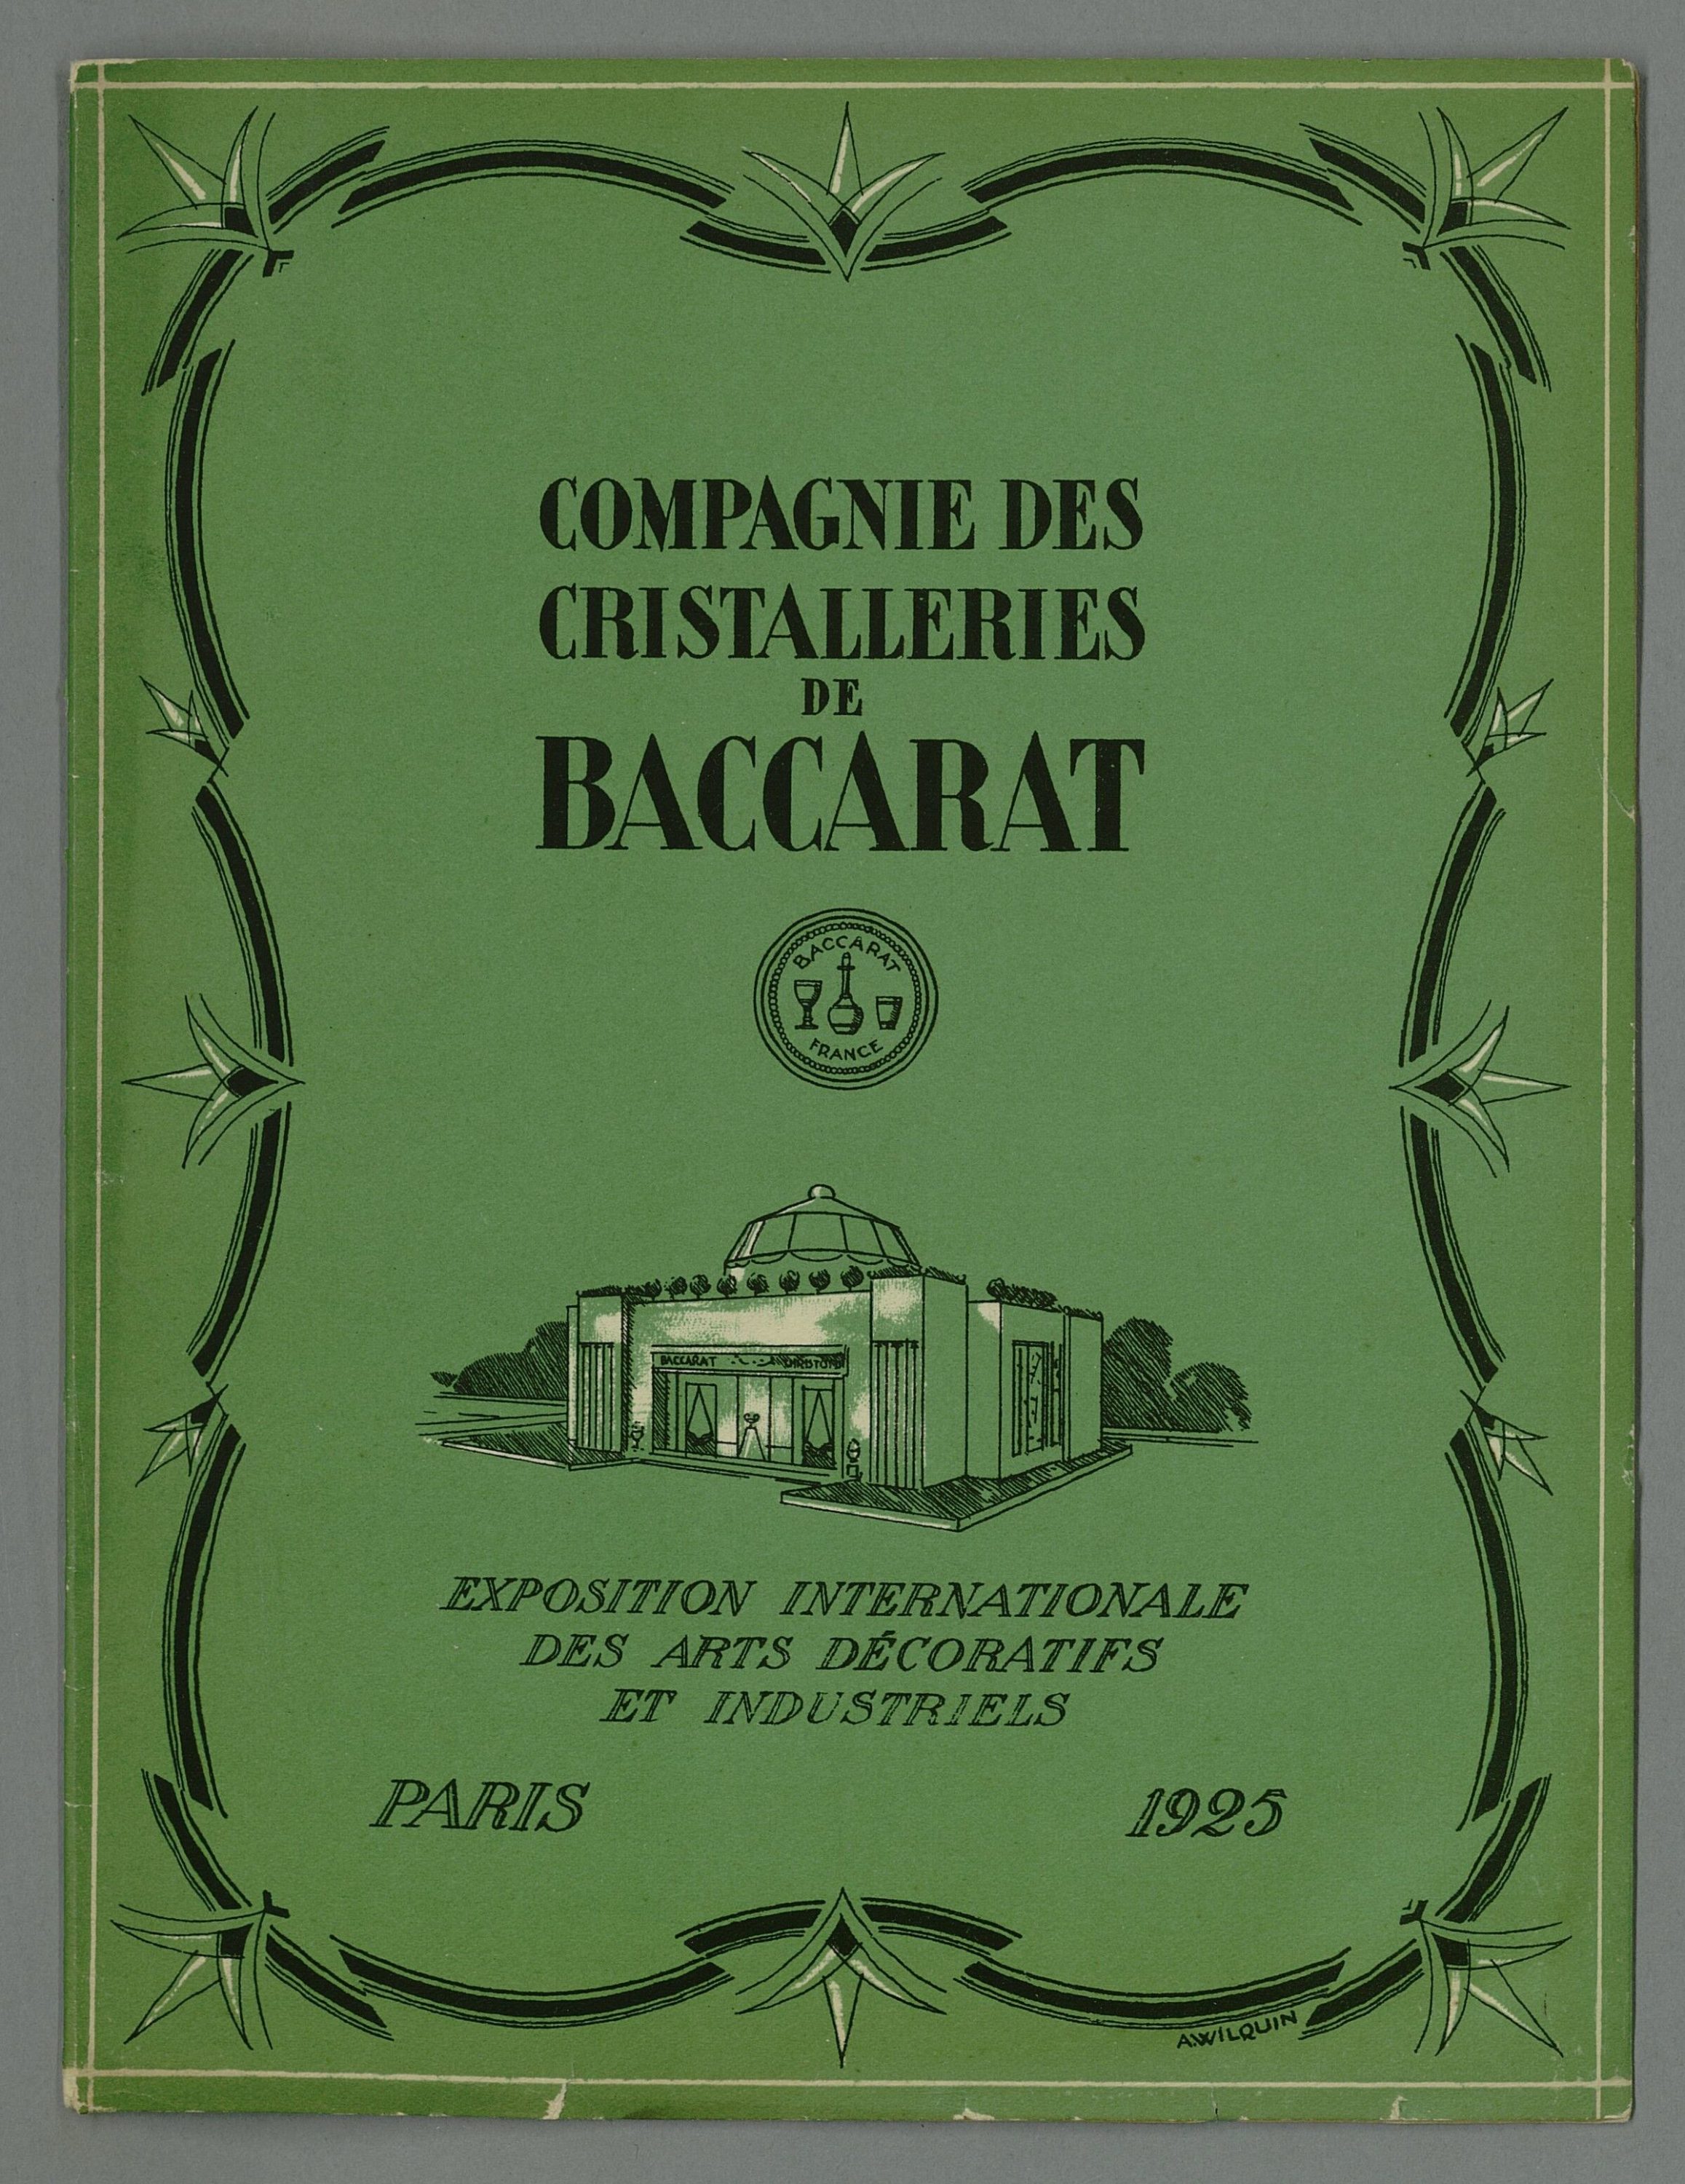 COMPAGNIE DES
CRISTALLERIES
DE
BACCARAT
BACCARAT
FRANCE
BACCARAT
EXPOSITION INTERNATIONALE
DES ARTS DÉCORATIFS
ET INDUSTRIELS
PARIS 1925
A.WILQUIN